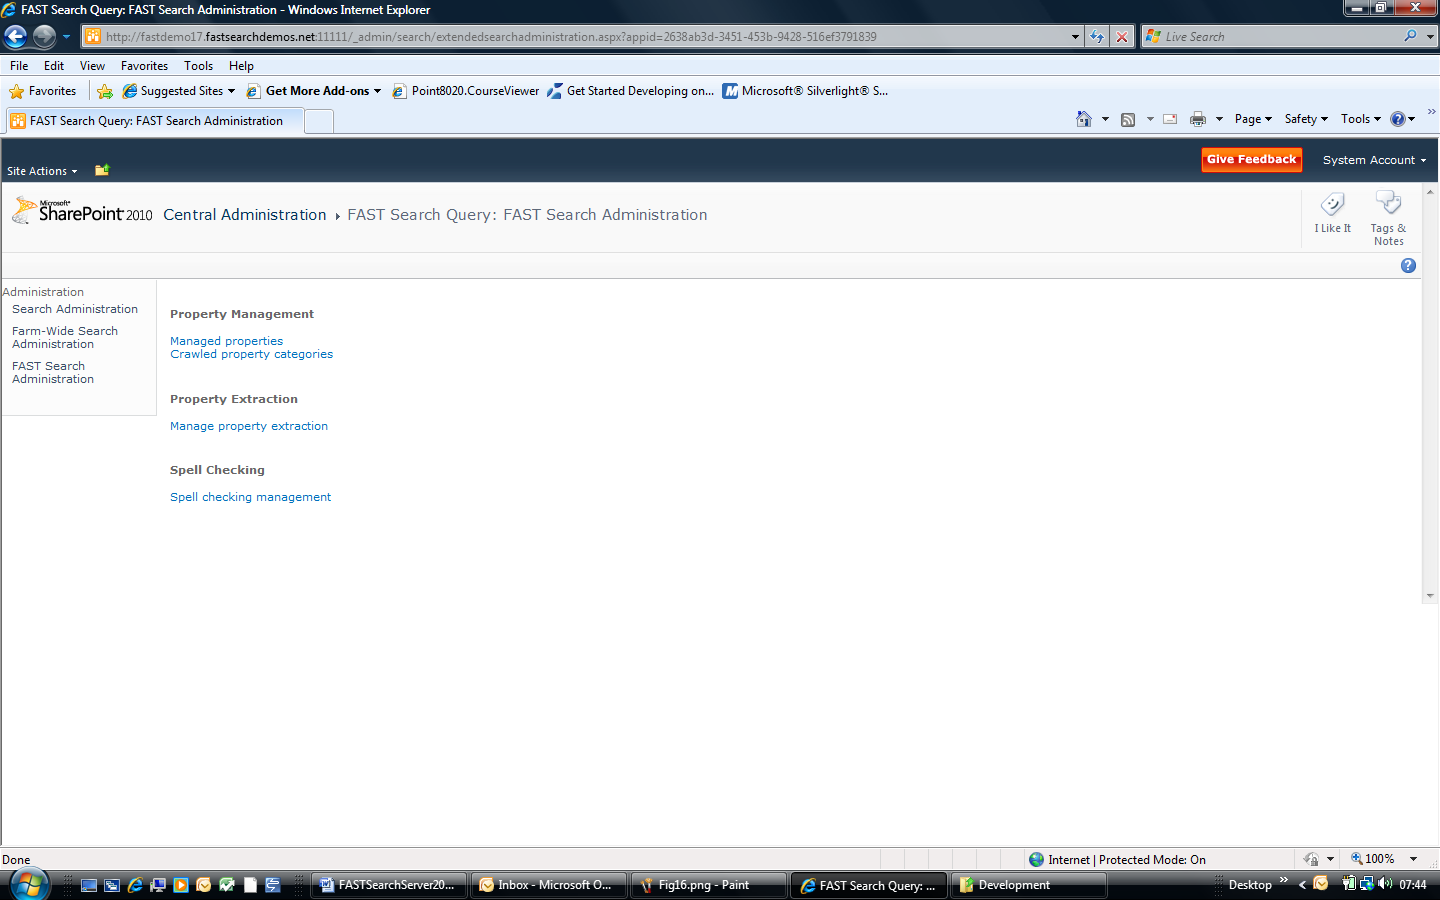 FAST Search Query: FAST Search Administration - Windows Internet Explorer
http://fastdemo17.fastsearchdemos.net:11111/_admin/search/extendedsearchadministration.aspx?appid=2638ab3d-3451-453b-9428-516ef3791839
Live Search
File Edit View Favorites Tools Help
Favorites Suggested Sites Get More Add-ons Point8020.CourseViewer Get Started Developing on... Microsoft® Silverlight® S...
FAST Search Query: FAST Search Administration
Page Safety Tools
Site Actions
Give Feedback
System Account
Microsoft®
SharePoint 2010
Central Administration FAST Search Query: FAST Search Administration
I Like It
Tags &
Notes
Administration
Search Administration
Farm-Wide Search
Administration
FAST Search
Administration
Property Management
Managed properties
Crawled property categories
Property Extraction
Manage property extraction
Spell Checking
Spell checking management
Done
Internet | Protected Mode: On
100%
FASTSearchServer20... Inbox - Microsoft O... Fig16.png - Paint FAST Search Query: ... Development
Desktop
07:44